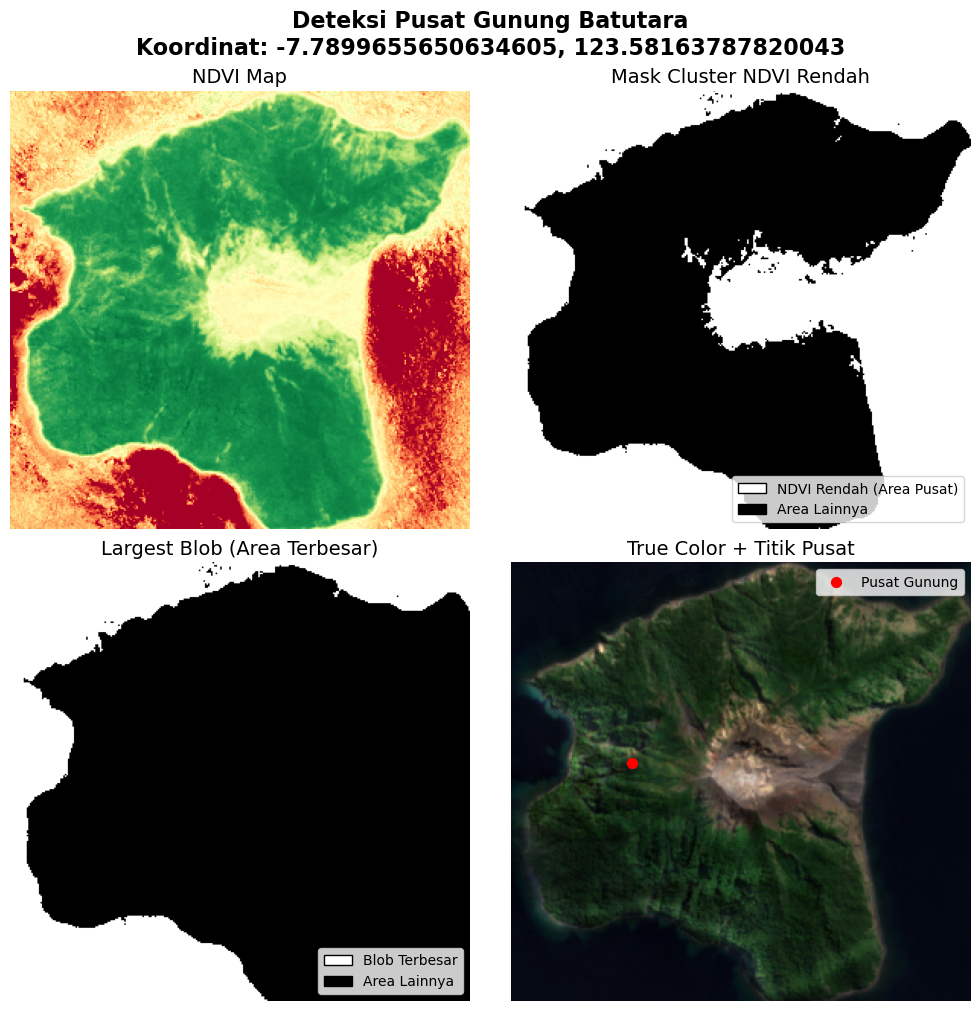 Deteksi Pusat Gunung Batutara
Koordinat: -7.7899655650634605, 123.58163787820043
NDVI Map
Mask Cluster NDVI Rendah
NDVI Rendah (Area Pusat)
Area Lainnya
Largest Blob (Area Terbesar)
Blob Terbesar
Area Lainnya
True Color + Titik Pusat
Pusat Gunung